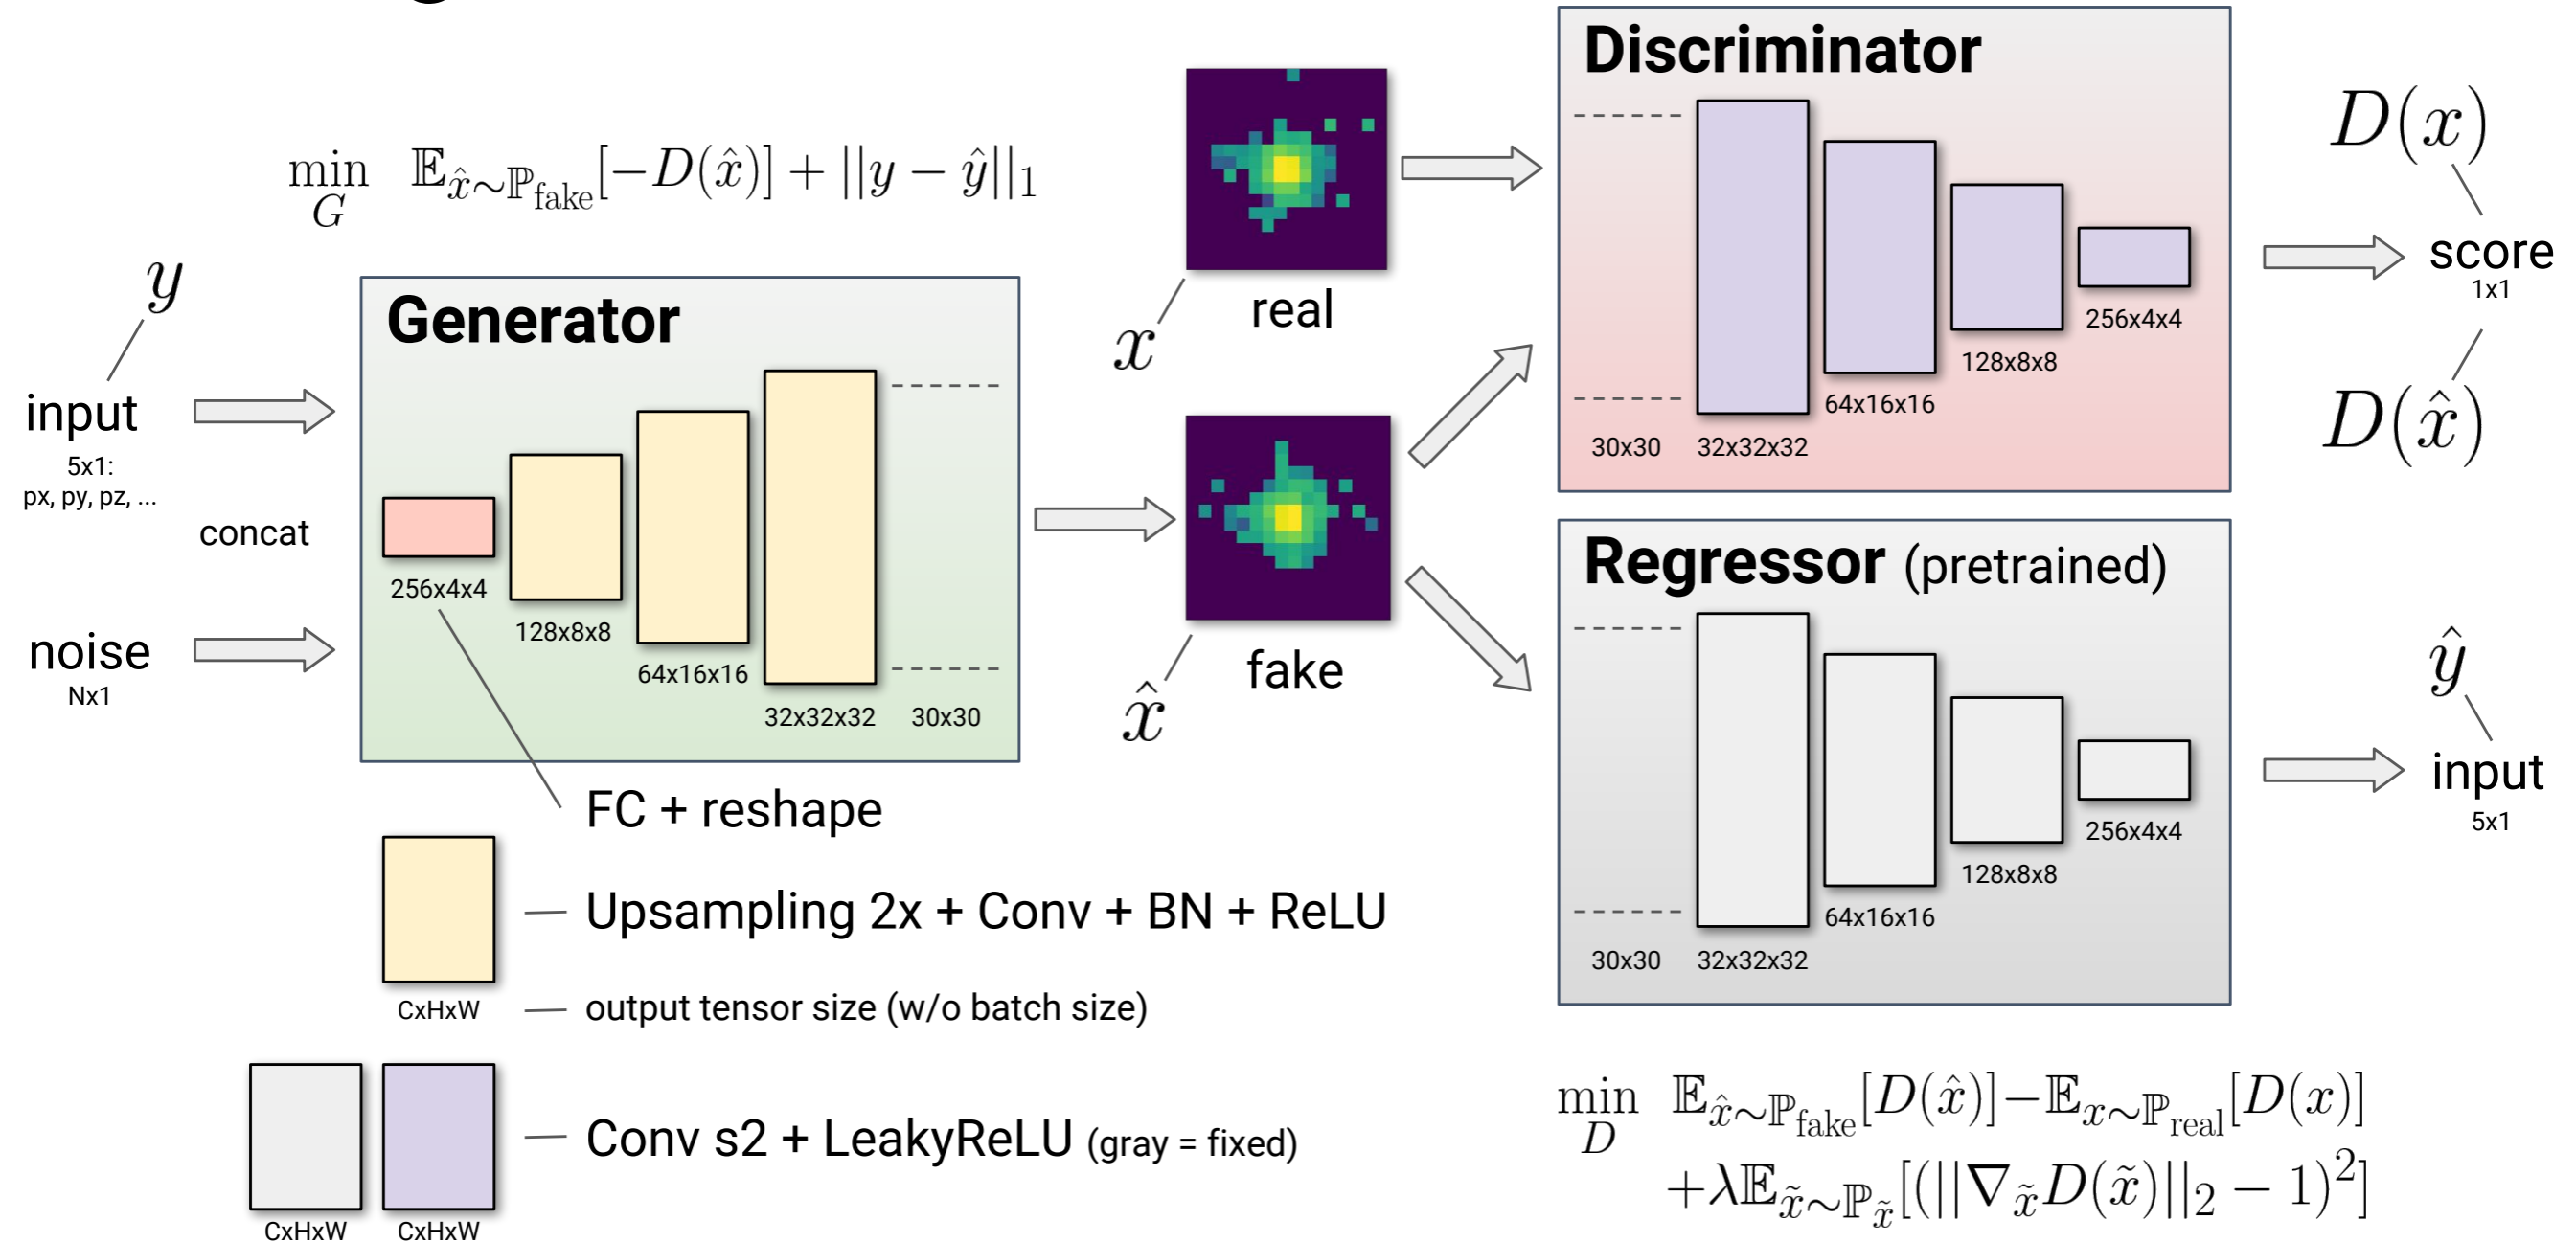 min_G 𝔼_{x̂∼ℙ_fake}[−D(x̂)] + ||y − ŷ||_1
y
input
5x1:
px, py, pz, ...
concat
noise
Nx1
Generator
256x4x4
128x8x8
64x16x16
32x32x32
30x30
FC + reshape
Upsampling 2x + Conv + BN + ReLU
CxHxW
output tensor size (w/o batch size)
Conv s2 + LeakyReLU (gray = fixed)
CxHxW
CxHxW
x
real
x̂
fake
Discriminator
30x30
32x32x32
64x16x16
128x8x8
256x4x4
D(x)
score
1x1
D(x̂)
Regressor (pretrained)
30x30
32x32x32
64x16x16
128x8x8
256x4x4
ŷ
input
5x1
min_D 𝔼_{x̂∼ℙ_fake}[D(x̂)]−𝔼_{x∼ℙ_real}[D(x)]
+λ𝔼_{x̃∼ℙ_x̃}[(||∇_x̃ D(x̃)||_2 − 1)^2]